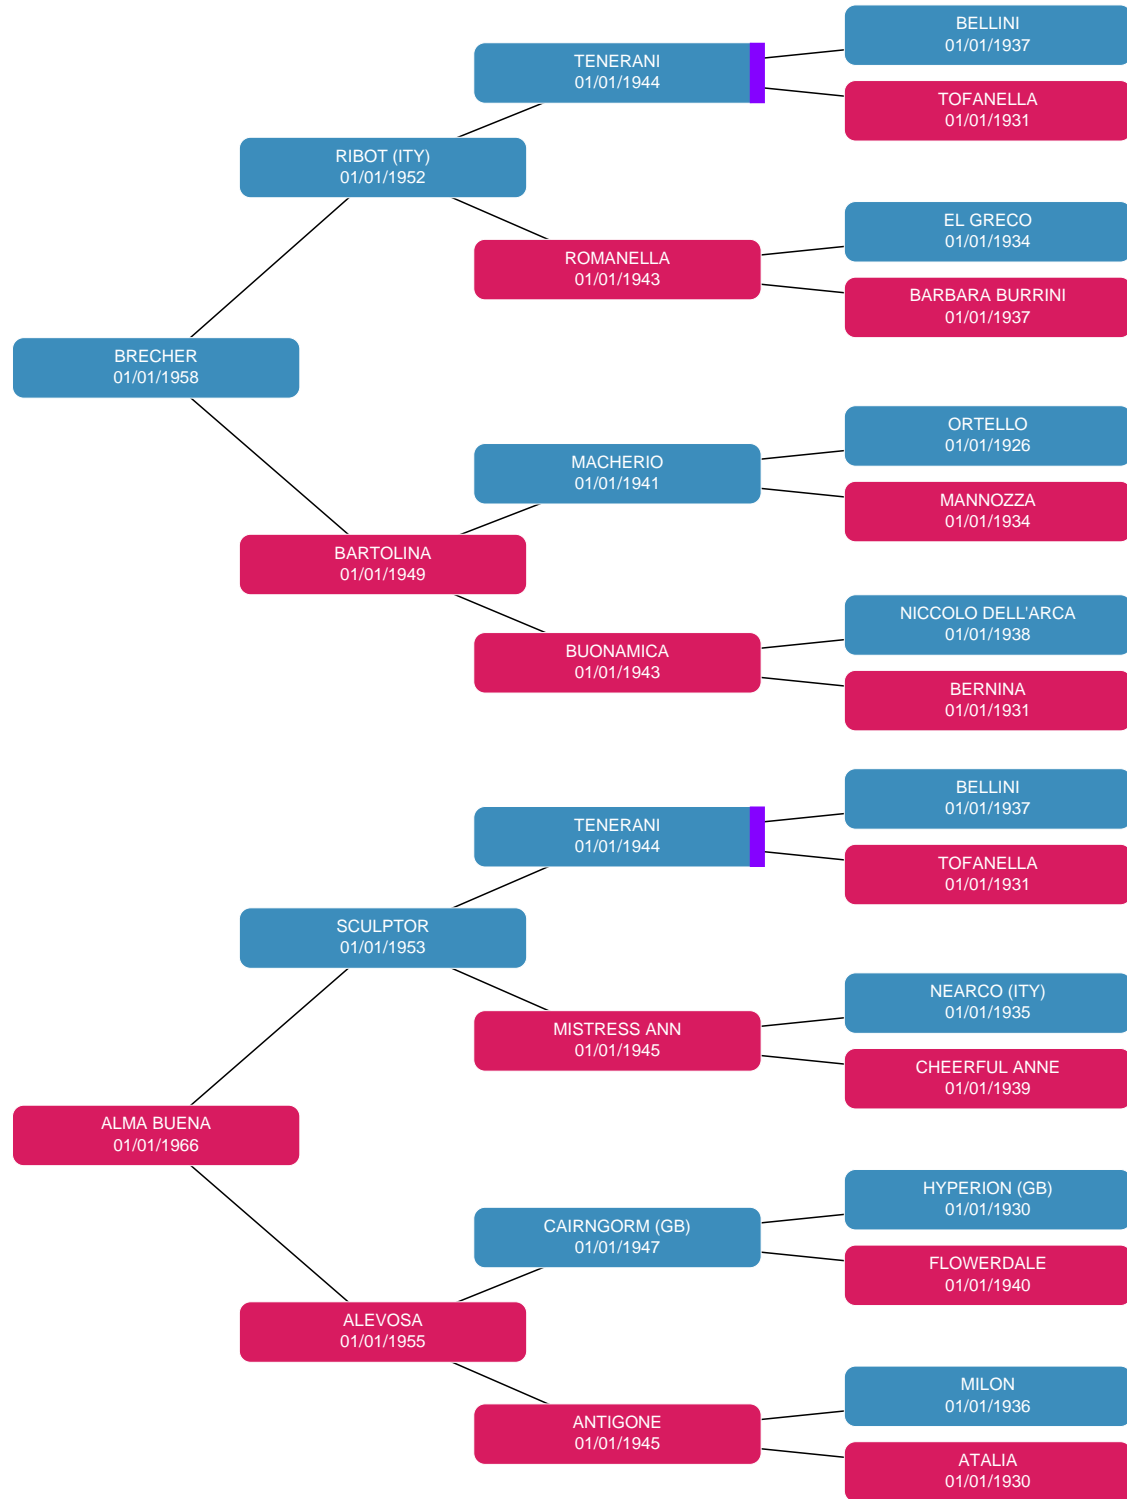 BELLINI
01/01/1937
TENERANI
01/01/1944
TOFANELLA
01/01/1931
RIBOT (ITY)
01/01/1952
EL GRECO
01/01/1934
ROMANELLA
01/01/1943
BARBARA BURRINI
01/01/1937
BRECHER
01/01/1958
ORTELLO
01/01/1926
MACHERIO
01/01/1941
MANNOZZA
01/01/1934
BARTOLINA
01/01/1949
NICCOLO DELL'ARCA
01/01/1938
BUONAMICA
01/01/1943
BERNINA
01/01/1931
BELLINI
01/01/1937
TENERANI
01/01/1944
TOFANELLA
01/01/1931
SCULPTOR
01/01/1953
NEARCO (ITY)
01/01/1935
MISTRESS ANN
01/01/1945
CHEERFUL ANNE
01/01/1939
ALMA BUENA
01/01/1966
HYPERION (GB)
01/01/1930
CAIRNGORM (GB)
01/01/1947
FLOWERDALE
01/01/1940
ALEVOSA
01/01/1955
MILON
01/01/1936
ANTIGONE
01/01/1945
ATALIA
01/01/1930